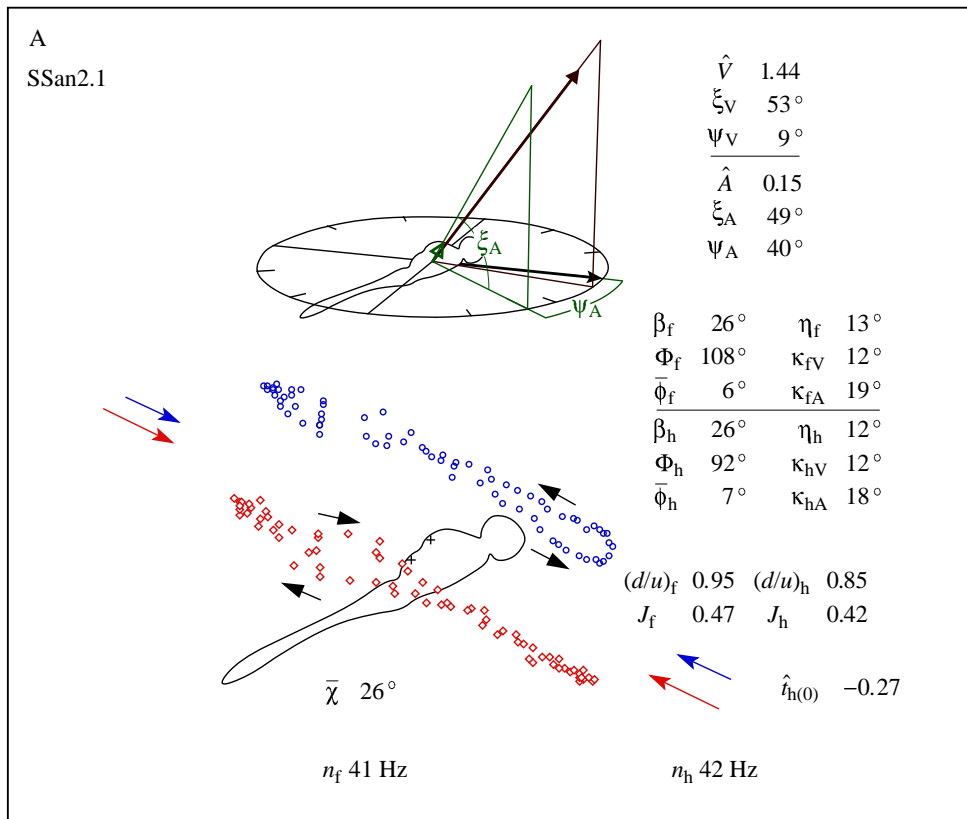 A
SSan2.1
V̂ 1.44
ξV 53°
ψV 9°
Â 0.15
ξA 49°
ψA 40°
ξA
ψA
βf 26° ηf 13°
Φf 108° κfV 12°
ϕ̅f 6° κfA 19°
βh 26° ηh 12°
Φh 92° κhV 12°
ϕ̅h 7° κhA 18°
(d/u)f 0.95 (d/u)h 0.85
Jf 0.47 Jh 0.42
χ̅ 26°
t̂h(0) −0.27
nf 41 Hz nh 42 Hz